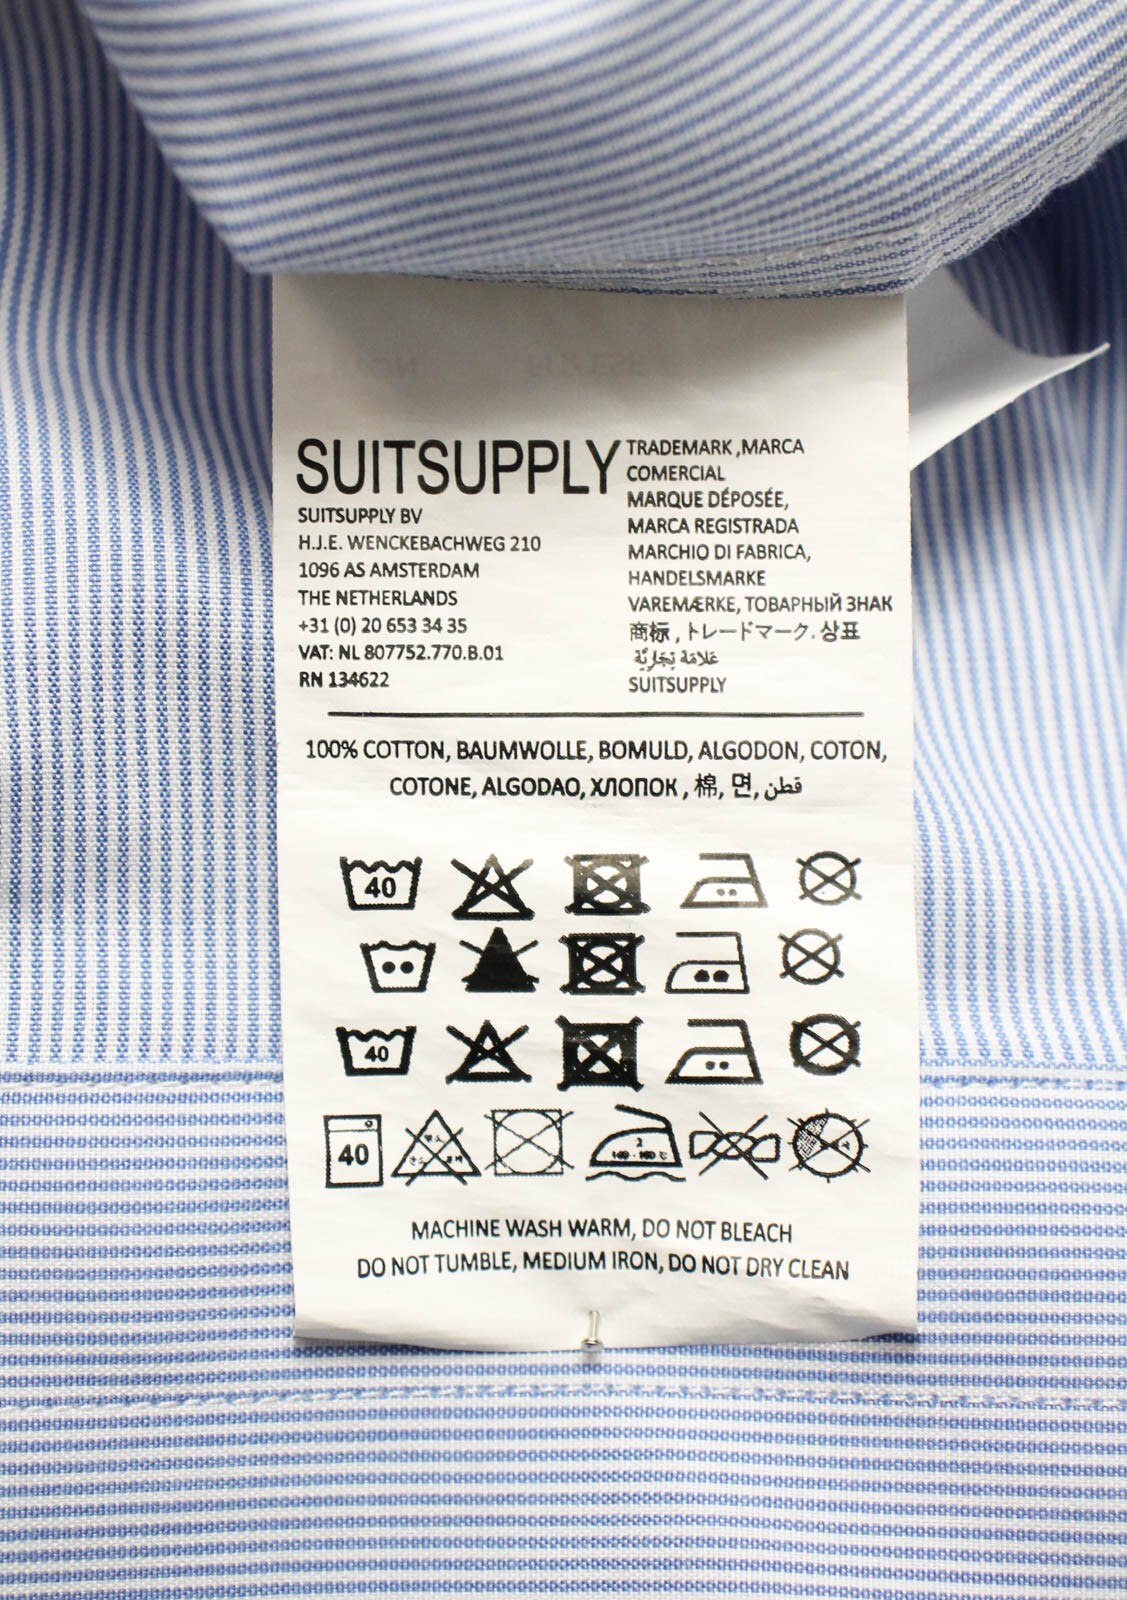 SUITSUPPLY
SUITSUPPLY BV
H.J.E. WENCKEBACHWEG 210
1096 AS AMSTERDAM
THE NETHERLANDS
+31 (0) 20 653 34 35
VAT: NL 807752.770.B.01
RN 134622
TRADEMARK ,MARCA
COMERCIAL
MARQUE DÉPOSÉE,
MARCA REGISTRADA
MARCHIO DI FABRICA,
HANDELSMARKE
VAREMÆRKE, ТОВАРНЫЙ ЗНАК
商标 , トレードマーク. 상표
عَلامَة تِجَارِيَّة
SUITSUPPLY
100% COTTON, BAUMWOLLE, BOMULD, ALGODON, COTON,
COTONE, ALGODAO, ХЛОПОК , 棉, 면, قطن
40
40
40
MACHINE WASH WARM, DO NOT BLEACH
DO NOT TUMBLE, MEDIUM IRON, DO NOT DRY CLEAN